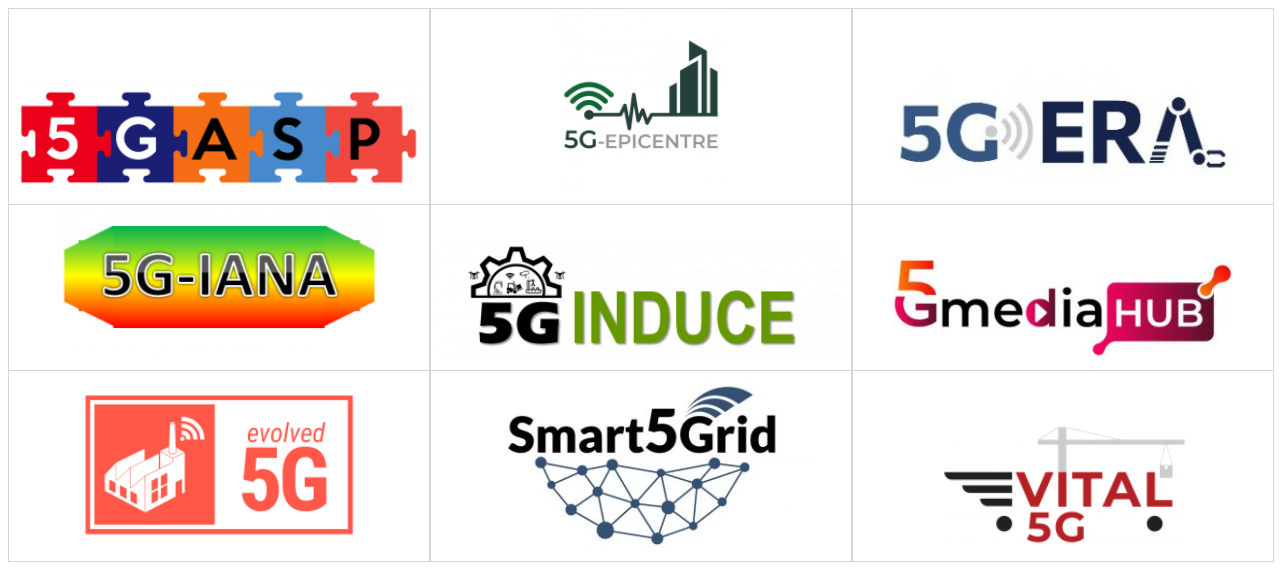 5GASP
5G-EPICENTRE
5G ERA
5G-IANA
5G INDUCE
5GmediaHUB
evolved
5G
Smart5Grid
VITAL
5G